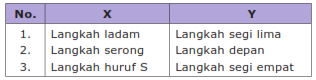 No. X Y
1. Langkah ladam Langkah segi lima
2. Langkah serong Langkah depan
3. Langkah huruf S Langkah segi empat